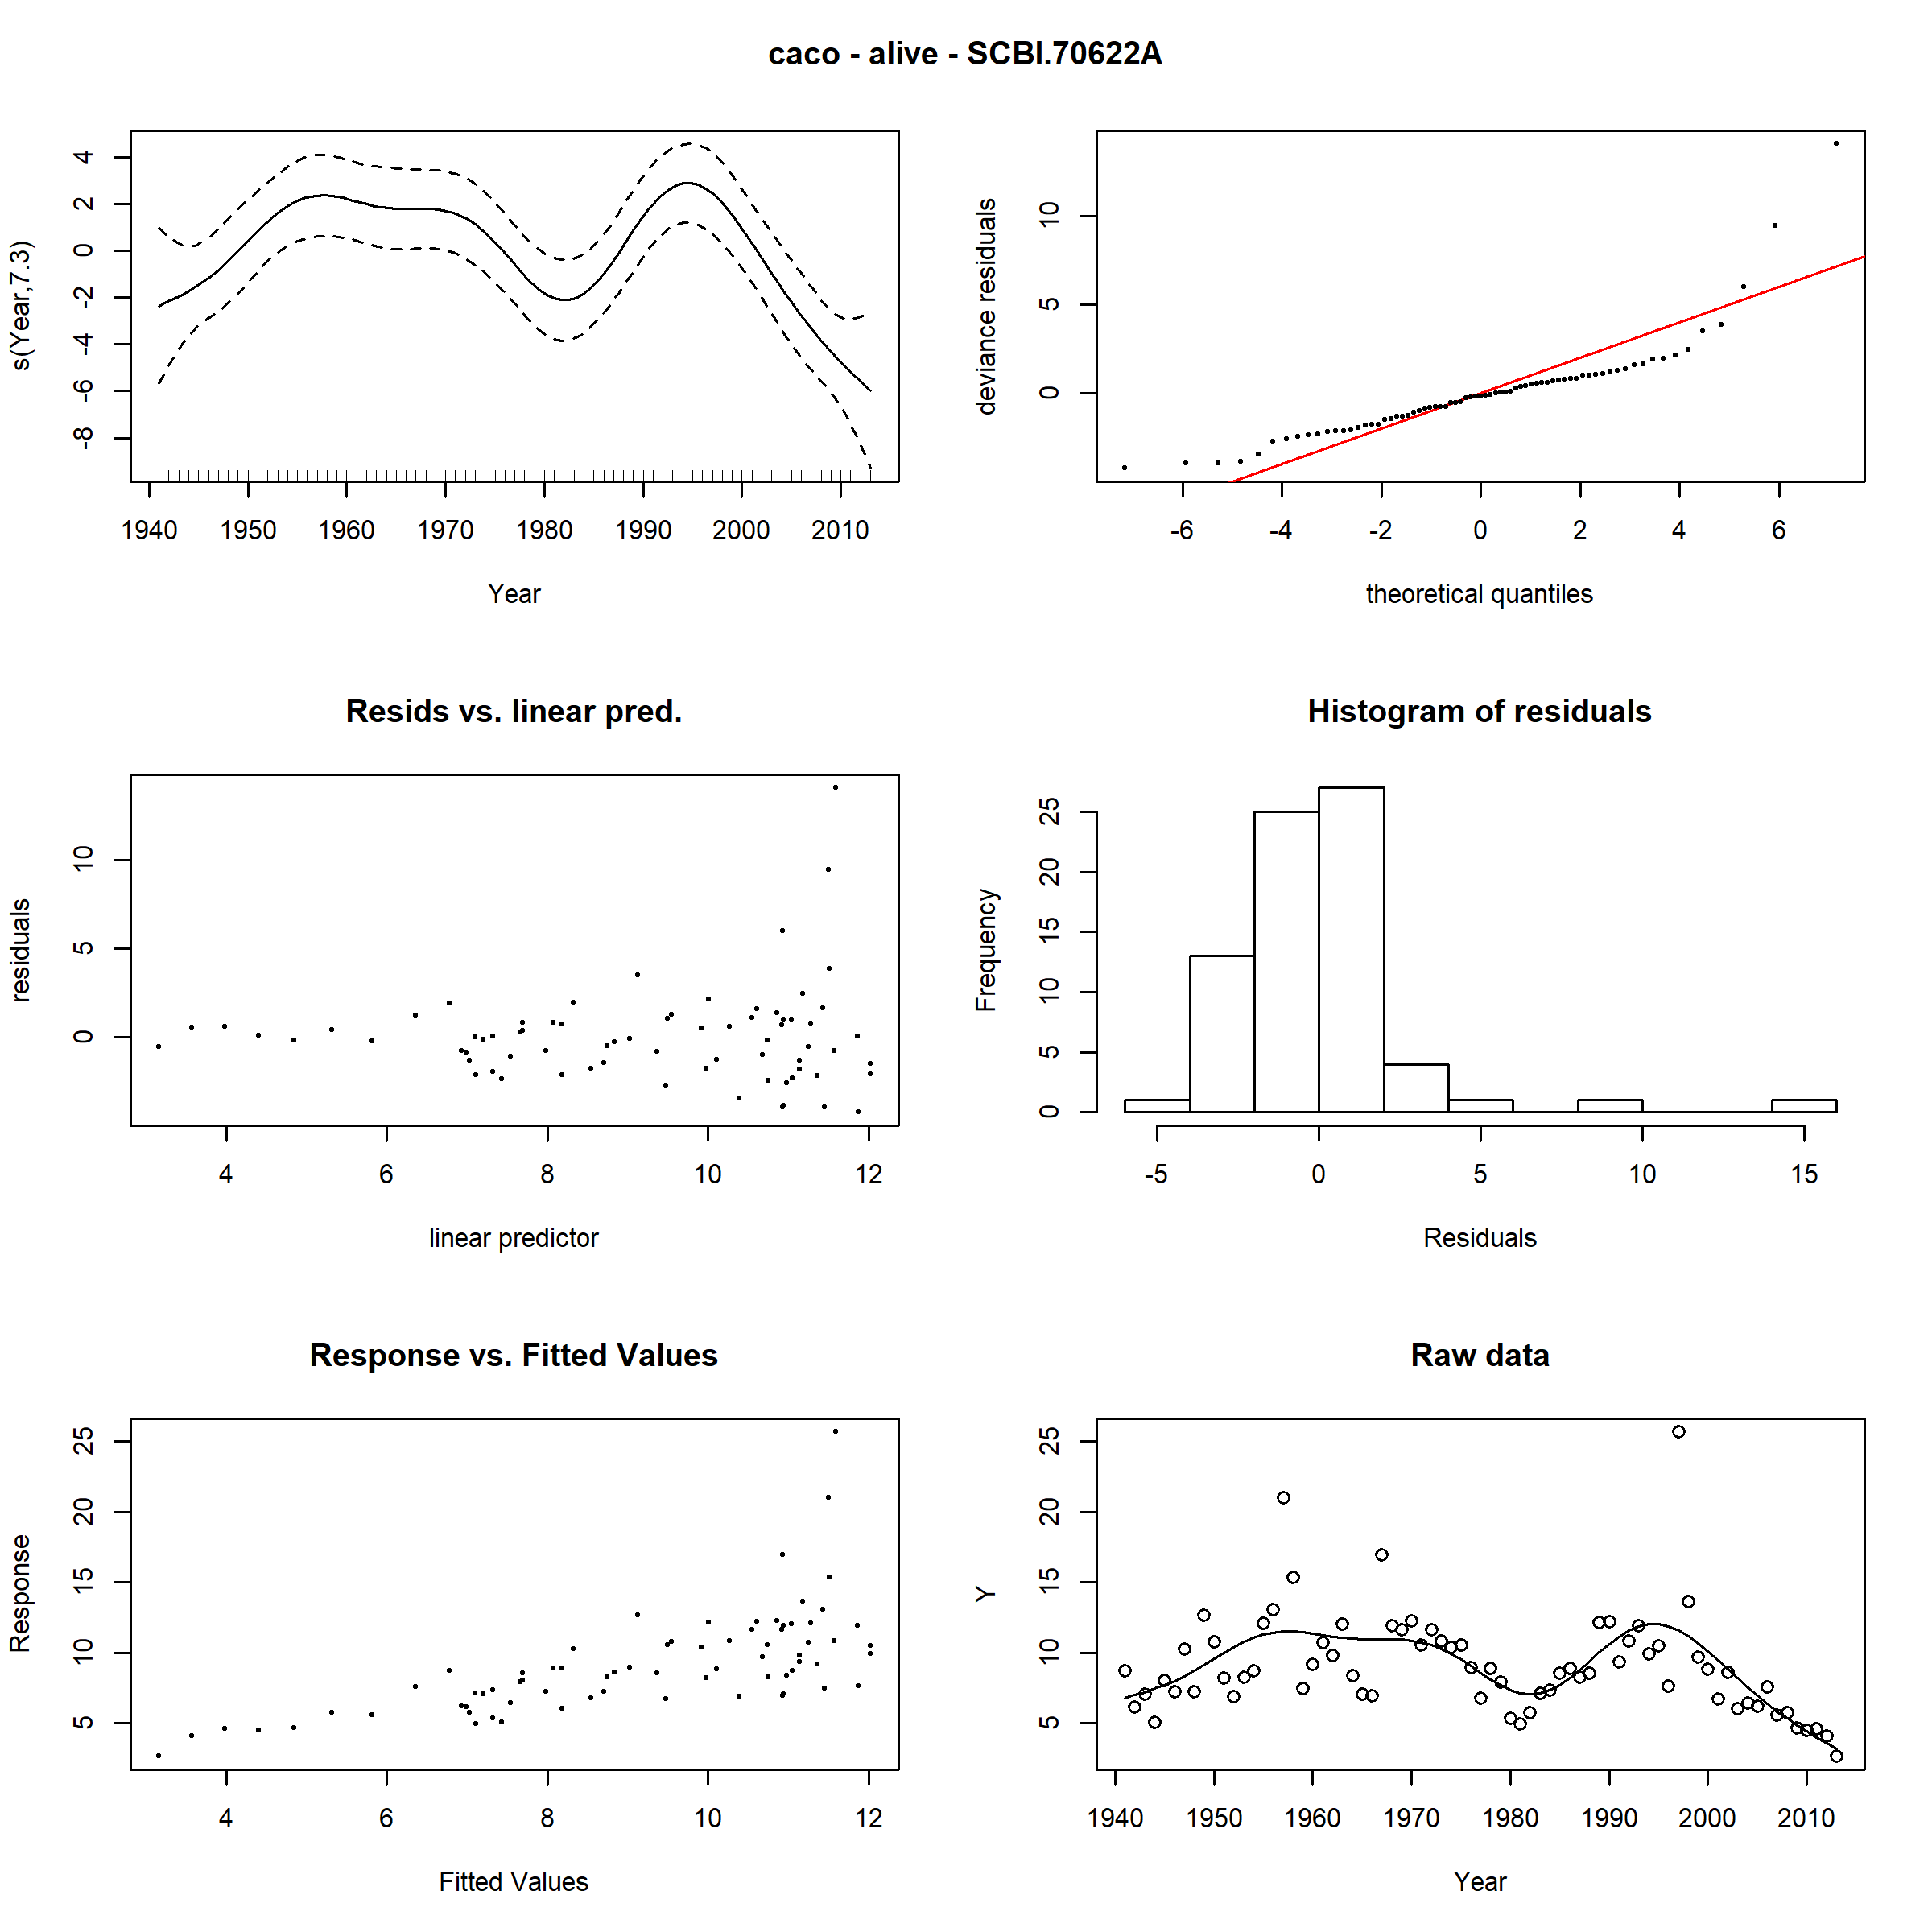 caco - alive - SCBI.70622A
s(Year,7.3)
4
2
0
-2
-4
-6
-8
1940 1950 1960 1970 1980 1990 2000 2010
Year
deviance residuals
10
5
0
-6 -4 -2 0 2 4 6
theoretical quantiles
Resids vs. linear pred.
residuals
10
5
0
4 6 8 10 12
linear predictor
Histogram of residuals
Frequency
25
20
15
10
5
0
-5 0 5 10 15
Residuals
Response vs. Fitted Values
Response
25
20
15
10
5
4 6 8 10 12
Fitted Values
Raw data
Y
25
20
15
10
5
1940 1950 1960 1970 1980 1990 2000 2010
Year